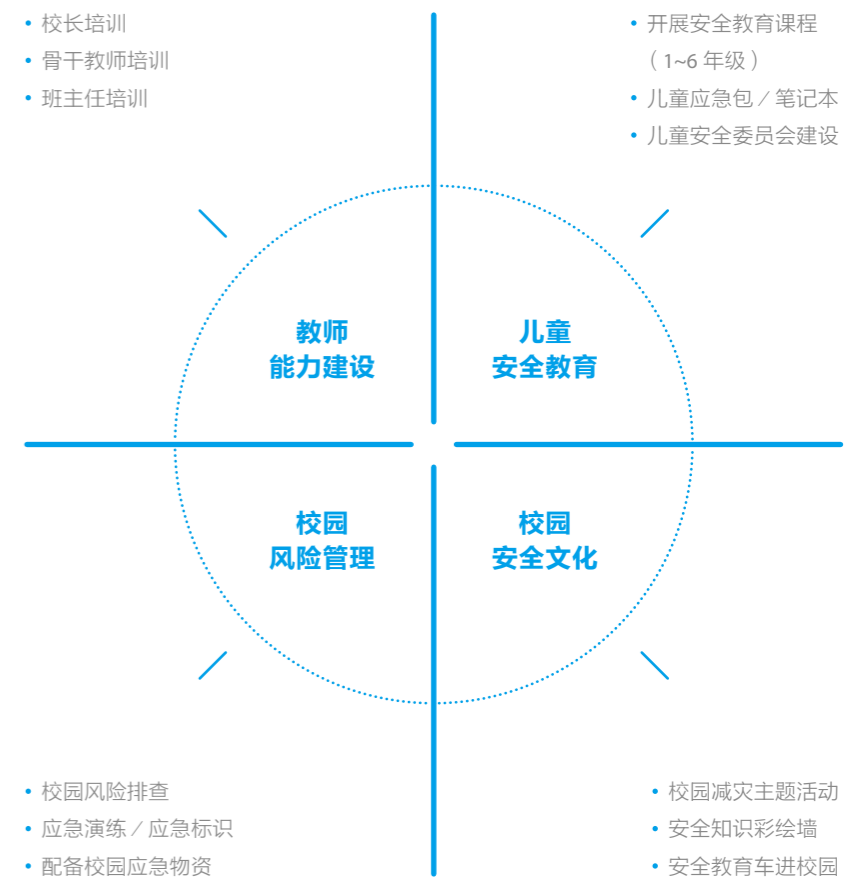 • 校长培训
• 骨干教师培训
• 班主任培训
• 开展安全教育课程
（1~6 年级）
• 儿童应急包／笔记本
• 儿童安全委员会建设
教师
能力建设
儿童
安全教育
校园
风险管理
校园
安全文化
• 校园风险排查
• 应急演练／应急标识
• 配备校园应急物资
• 校园减灾主题活动
• 安全知识彩绘墙
• 安全教育车进校园